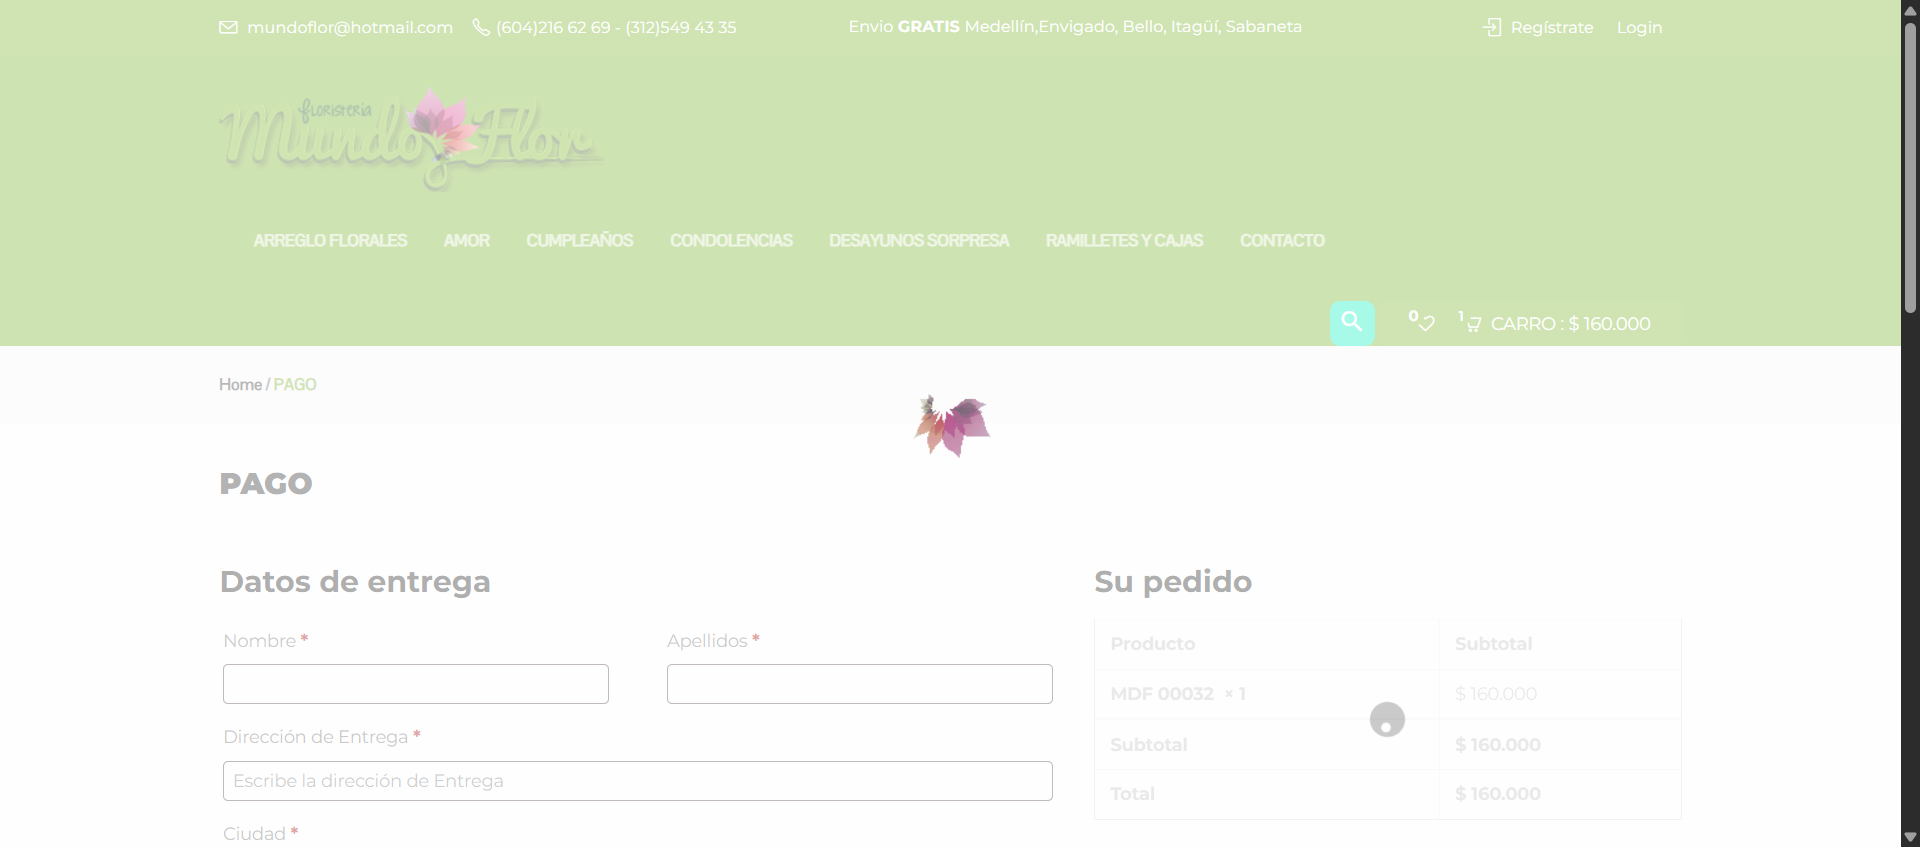 mundoflor@hotmail.com (604)216 62 69 - (312)549 43 35 Envio GRATIS Medellín,Envigado, Bello, Itagüí, Sabaneta Regístrate Login
floristería
Mundo Flor
ARREGLO FLORALES AMOR CUMPLEAÑOS CONDOLENCIAS DESAYUNOS SORPRESA RAMILLETES Y CAJAS CONTACTO
0 1 CARRO : $ 160.000
Home / PAGO
PAGO
Datos de entrega
Nombre *
Apellidos *
Dirección de Entrega *
Escribe la dirección de Entrega
Ciudad *
Su pedido
Producto Subtotal
MDF 00032 × 1 $ 160.000
Subtotal $ 160.000
Total $ 160.000